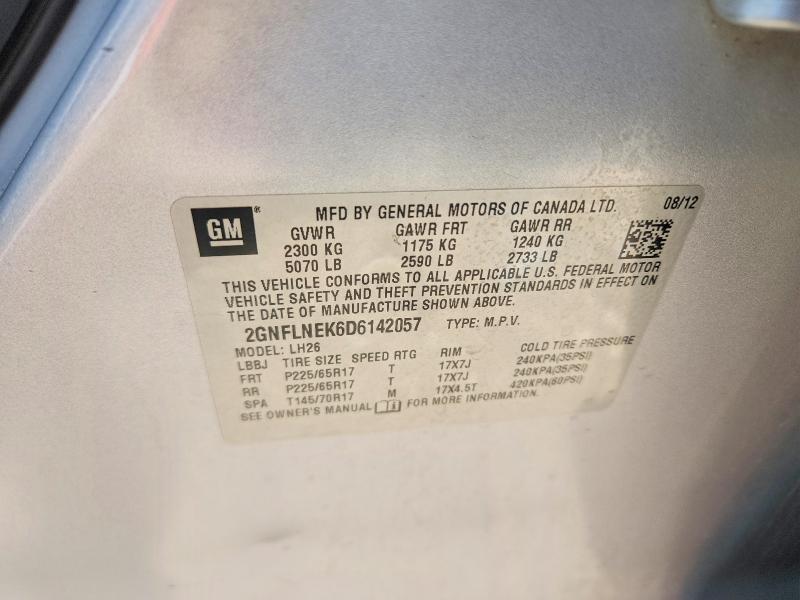 GM ® MFD BY GENERAL MOTORS OF CANADA LTD. 08/12
GVWR GAWR FRT GAWR RR
2300 KG 1175 KG 1240 KG
5070 LB 2590 LB 2733 LB
THIS VEHICLE CONFORMS TO ALL APPLICABLE U.S. FEDERAL MOTOR
VEHICLE SAFETY AND THEFT PREVENTION STANDARDS IN EFFECT ON
THE DATE OF MANUFACTURE SHOWN ABOVE.
2GNFLNEK6D6142057 TYPE: M.P.V.
MODEL: LH26
LBBJ TIRE SIZE SPEED RTG RIM COLD TIRE PRESSURE
FRT P225/65R17 T 17X7J 240KPA(35PSI)
RR P225/65R17 T 17X7J 240KPA(35PSI)
SPA T145/70R17 M 17X4.5T 420KPA(60PSI)
SEE OWNER'S MANUAL FOR MORE INFORMATION.